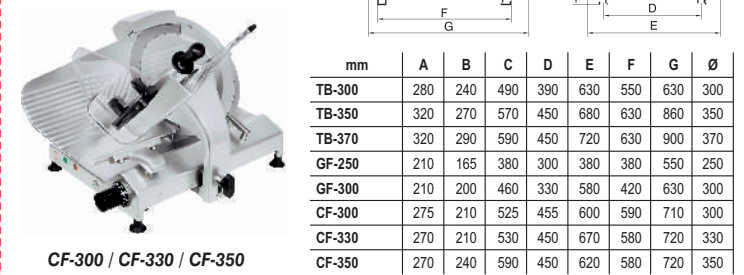 F
G
D
E
mm A B C D E F G Ø
TB-300 280 240 490 390 630 550 630 300
TB-350 320 270 570 450 680 630 860 350
TB-370 320 290 590 450 720 630 900 370
GF-250 210 165 380 300 380 380 550 250
GF-300 210 200 460 330 580 420 630 300
CF-300 275 210 525 455 600 590 710 300
CF-330 270 210 530 450 670 580 720 330
CF-350 270 240 590 450 620 580 720 350
CF-300 / CF-330 / CF-350